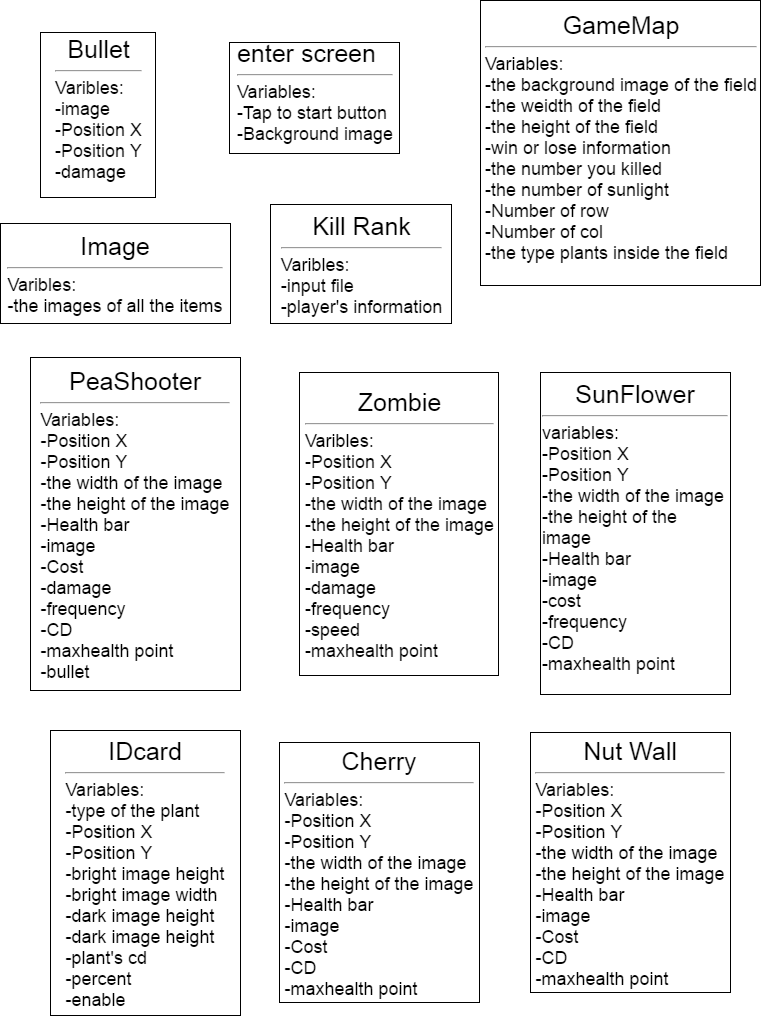 Bullet
Varibles:
-image
-Position X
-Position Y
-damage
enter screen
Variables:
-Tap to start button
-Background image
GameMap
Variables:
-the background image of the field
-the weidth of the field
-the height of the field
-win or lose information
-the number you killed
-the number of sunlight
-Number of row
-Number of col
-the type plants inside the field
Image
Varibles:
-the images of all the items
Kill Rank
Varibles:
-input file
-player's information
PeaShooter
Variables:
-Position X
-Position Y
-the width of the image
-the height of the image
-Health bar
-image
-Cost
-damage
-frequency
-CD
-maxhealth point
-bullet
Zombie
Varibles:
-Position X
-Position Y
-the width of the image
-the height of the image
-Health bar
-image
-damage
-frequency
-speed
-maxhealth point
SunFlower
variables:
-Position X
-Position Y
-the width of the image
-the height of the
image
-Health bar
-image
-cost
-frequency
-CD
-maxhealth point
IDcard
Variables:
-type of the plant
-Position X
-Position Y
-bright image height
-bright image width
-dark image height
-dark image height
-plant's cd
-percent
-enable
Cherry
Variables:
-Position X
-Position Y
-the width of the image
-the height of the image
-Health bar
-image
-Cost
-CD
-maxhealth point
Nut Wall
Variables:
-Position X
-Position Y
-the width of the image
-the height of the image
-Health bar
-image
-Cost
-CD
-maxhealth point